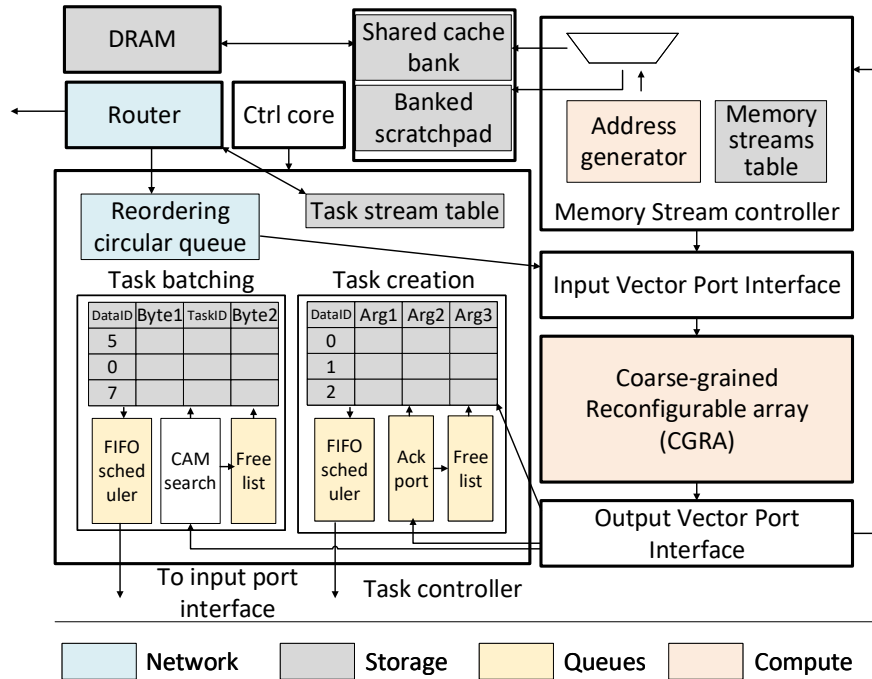 DRAM
Shared cache
bank
Router
Ctrl core
Banked
scratchpad
Address
generator
Memory
streams
table
Memory Stream controller
Reordering
circular queue
Task stream table
Input Vector Port Interface
Task batching
Task creation
DataID Byte1 TaskID Byte2
5
0
7
DataID Arg1 Arg2 Arg3
0
1
2
Coarse-grained
Reconfigurable array
(CGRA)
FIFO
sched
uler
CAM
search
Free
list
FIFO
sched
uler
Ack
port
Free
list
Output Vector Port
Interface
To input port
interface
Task controller
Network
Storage
Queues
Compute